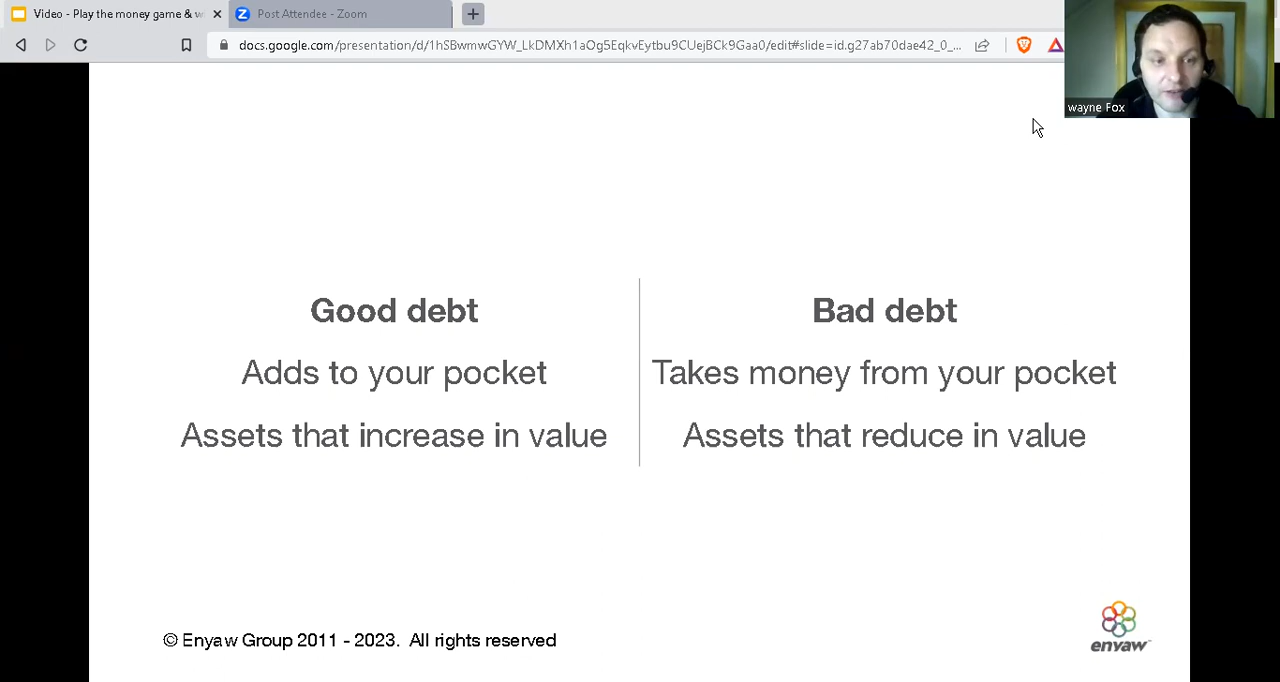 Video - Play the money game & w
Post Attendee - Zoom
docs.google.com/presentation/d/1hSBwmwGYW_LkDMXh1aOg5EqkvEytbu9CUejBCk9Gaa0/edit#slide=id.g27ab70dae42_0_...
wayne Fox
Good debt
Bad debt
Adds to your pocket
Takes money from your pocket
Assets that increase in value
Assets that reduce in value
© Enyaw Group 2011 - 2023. All rights reserved
enyaw